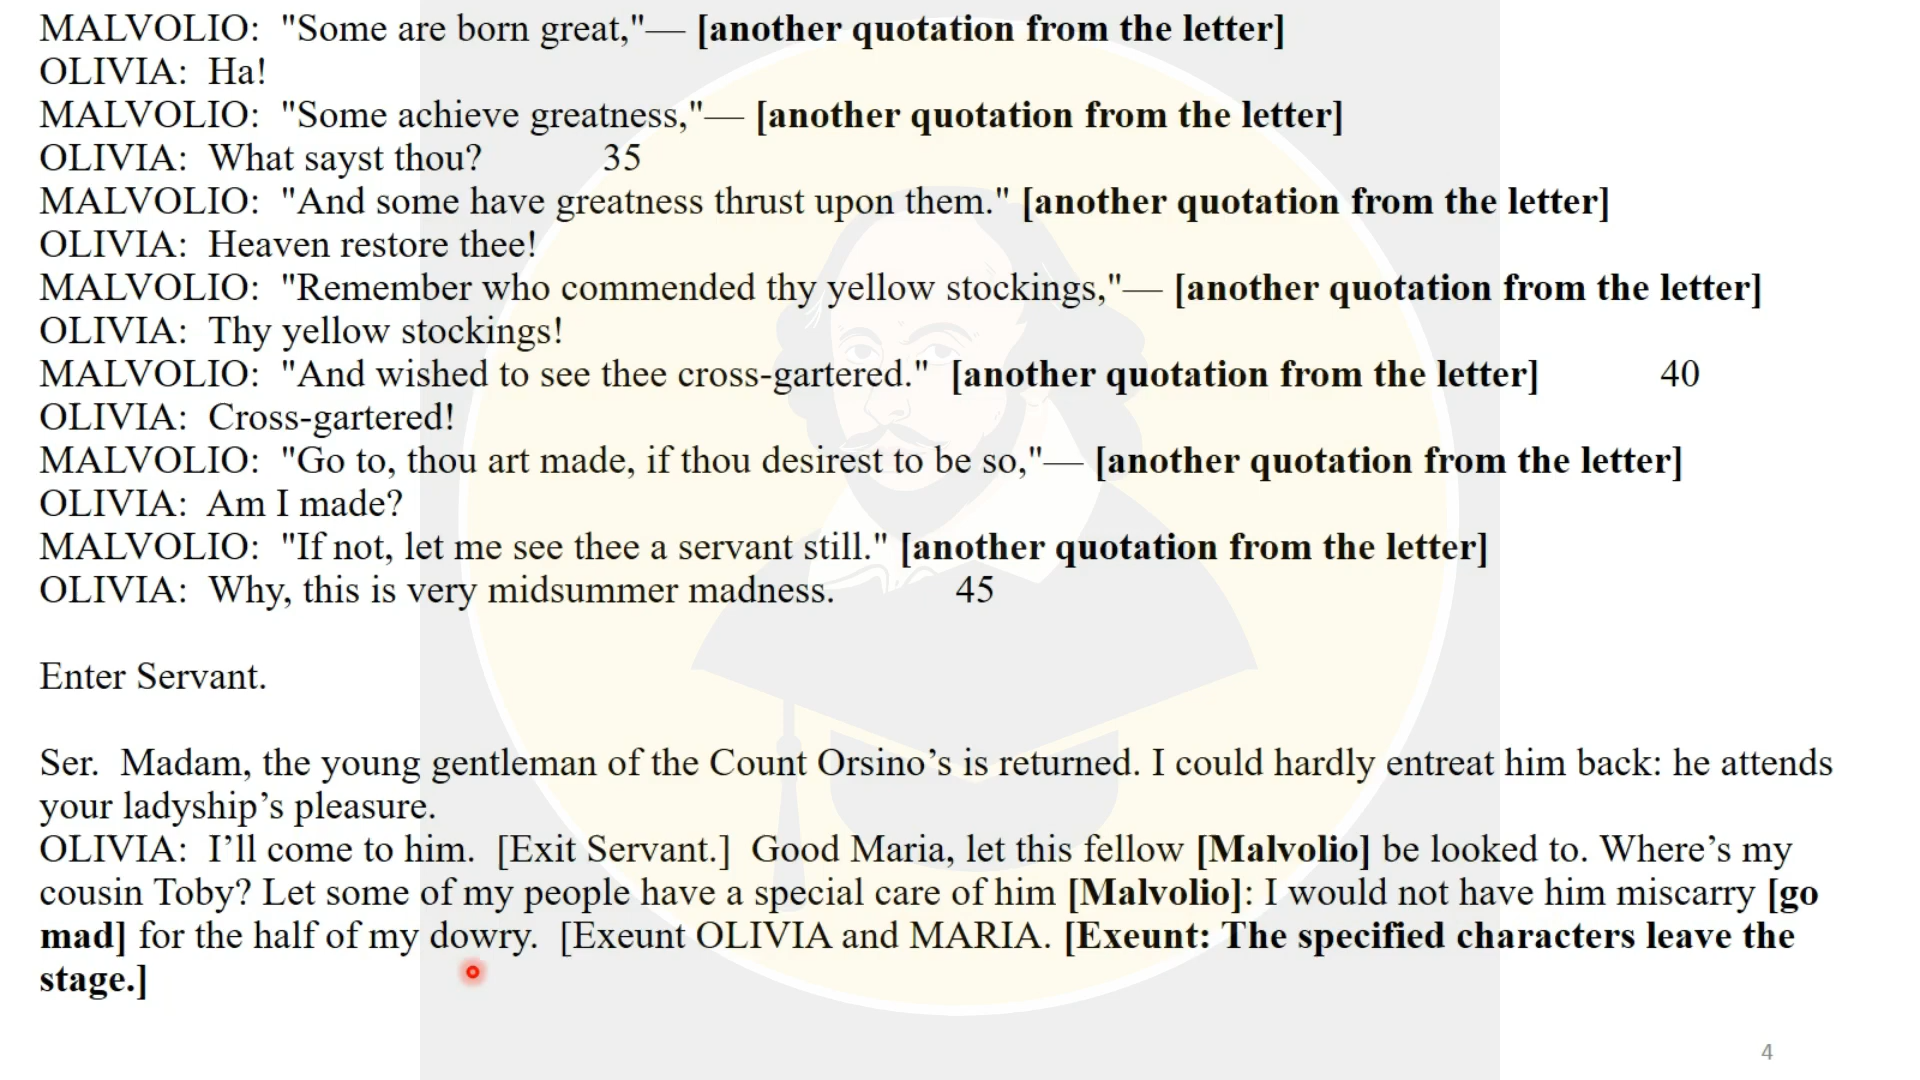 MALVOLIO:  "Some are born great,"— [another quotation from the letter]
OLIVIA:  Ha!
MALVOLIO:  "Some achieve greatness,"— [another quotation from the letter]
OLIVIA:  What sayst thou?          35
MALVOLIO:  "And some have greatness thrust upon them." [another quotation from the letter]
OLIVIA:  Heaven restore thee!
MALVOLIO:  "Remember who commended thy yellow stockings,"— [another quotation from the letter]
OLIVIA:  Thy yellow stockings!
MALVOLIO:  "And wished to see thee cross-gartered."  [another quotation from the letter]          40
OLIVIA:  Cross-gartered!
MALVOLIO:  "Go to, thou art made, if thou desirest to be so,"— [another quotation from the letter]
OLIVIA:  Am I made?
MALVOLIO:  "If not, let me see thee a servant still." [another quotation from the letter]
OLIVIA:  Why, this is very midsummer madness.          45
Enter Servant.
Ser.  Madam, the young gentleman of the Count Orsino’s is returned. I could hardly entreat him back: he attends
your ladyship’s pleasure.
OLIVIA:  I’ll come to him.  [Exit Servant.]  Good Maria, let this fellow [Malvolio] be looked to. Where’s my
cousin Toby? Let some of my people have a special care of him [Malvolio]: I would not have him miscarry [go
mad] for the half of my dowry.  [Exeunt OLIVIA and MARIA. [Exeunt: The specified characters leave the
stage.]
4